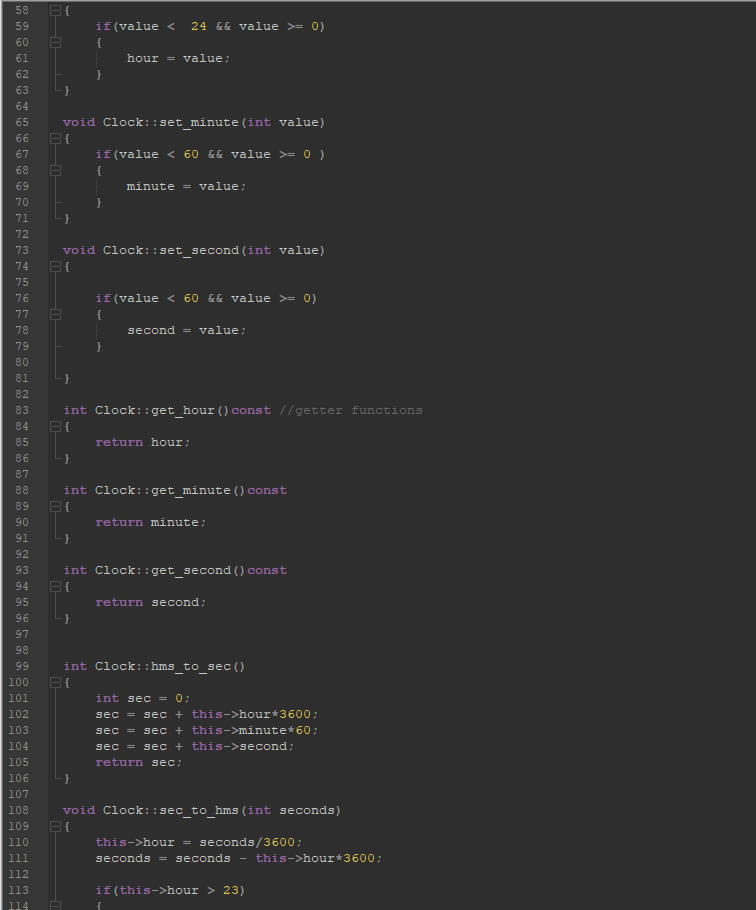 58 {
59 if(value <  24 && value >= 0)
60 {
61 hour = value;
62 }
63 }
64
65 void Clock::set_minute(int value)
66 {
67 if(value < 60 && value >= 0 )
68 {
69 minute = value;
70 }
71 }
72
73 void Clock::set_second(int value)
74 {
75
76 if(value < 60 && value >= 0)
77 {
78 second = value;
79 }
80
81 }
82
83 int Clock::get_hour()const //getter functions
84 {
85 return hour;
86 }
87
88 int Clock::get_minute()const
89 {
90 return minute;
91 }
92
93 int Clock::get_second()const
94 {
95 return second;
96 }
97
98
99 int Clock::hms_to_sec()
100 {
101 int sec = 0;
102 sec = sec + this->hour*3600;
103 sec = sec + this->minute*60;
104 sec = sec + this->second;
105 return sec;
106 }
107
108 void Clock::sec_to_hms(int seconds)
109 {
110 this->hour = seconds/3600;
111 seconds = seconds - this->hour*3600;
112
113 if(this->hour > 23)
114 {